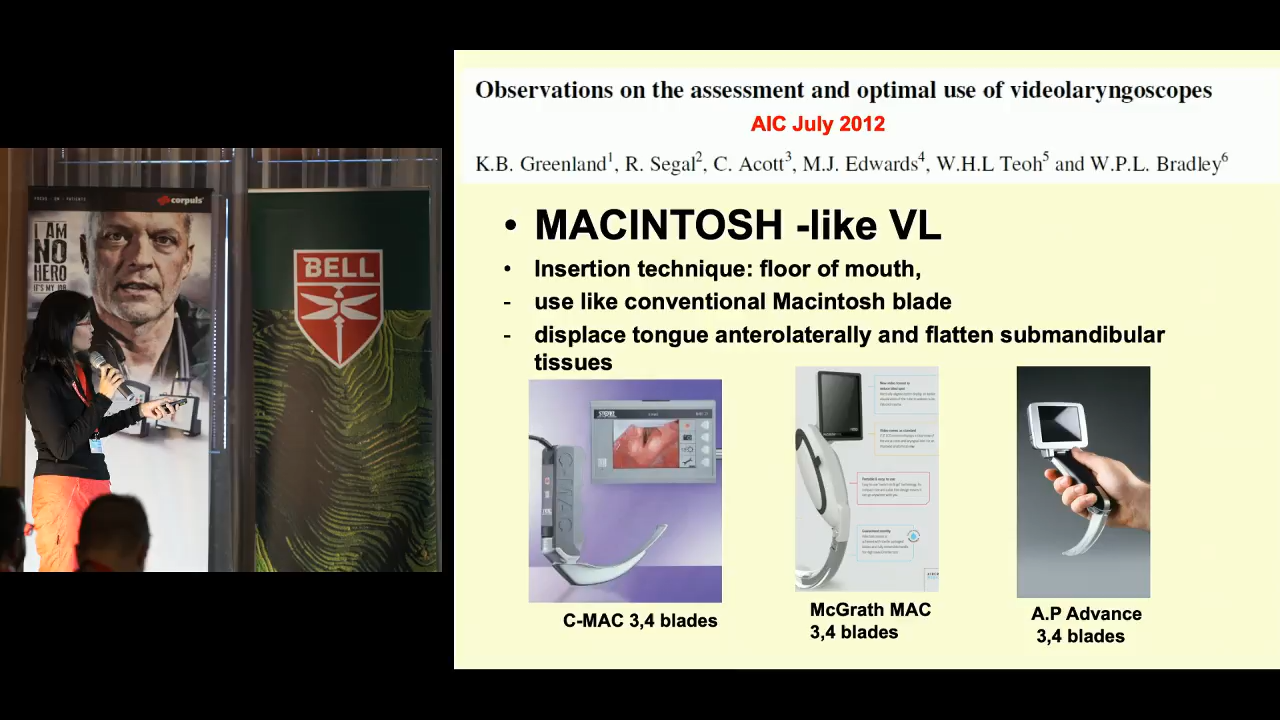 Observations on the assessment and optimal use of videolaryngoscopes
AIC July 2012
K.B. Greenland1, R. Segal2, C. Acott3, M.J. Edwards4, W.H.L Teoh5 and W.P.L. Bradley6
• MACINTOSH -like VL
• Insertion technique: floor of mouth,
- use like conventional Macintosh blade
- displace tongue anterolaterally and flatten submandibular
tissues
C-MAC 3,4 blades
McGrath MAC
3,4 blades
A.P Advance
3,4 blades
corpuls
I AM
NO
HERO
IT'S MY JOB
BELL
STORZ
C-MAC